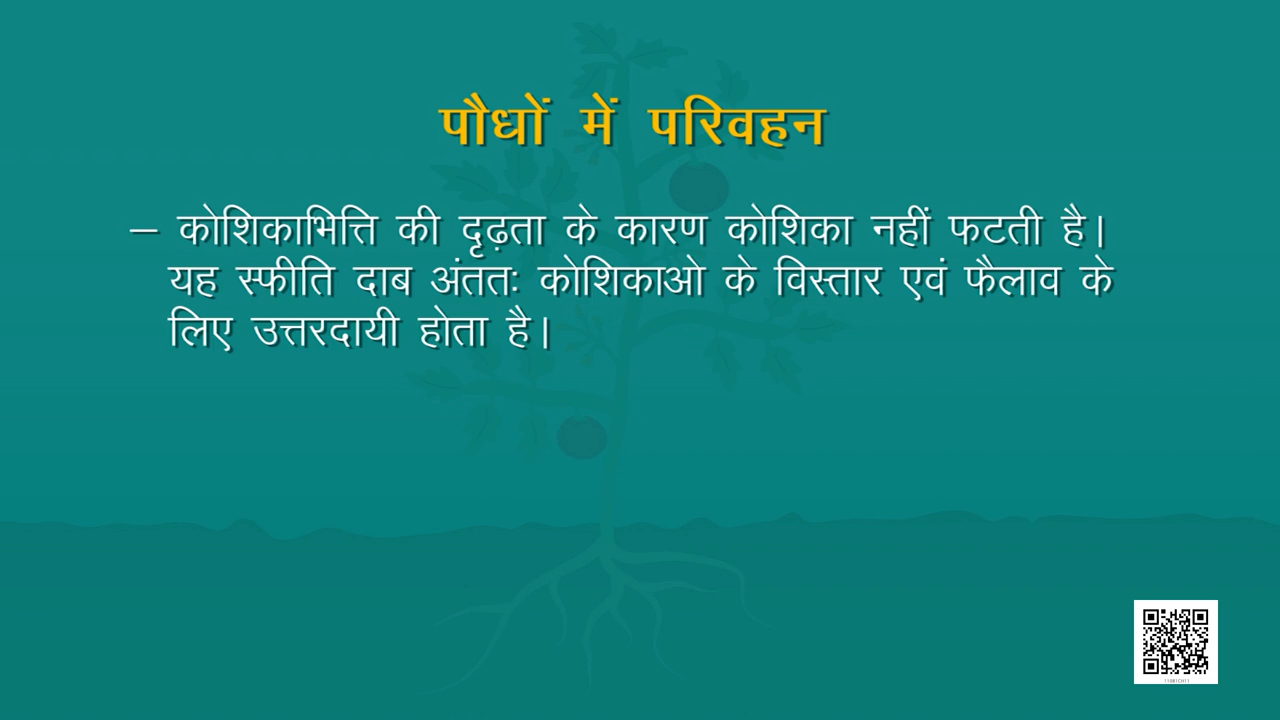 पौधों में परिवहन
– कोशिकाभित्ति की दृढ़ता के कारण कोशिका नहीं फटती है।
यह स्फीति दाब अंततः कोशिकाओ के विस्तार एवं फैलाव के
लिए उत्तरदायी होता है।